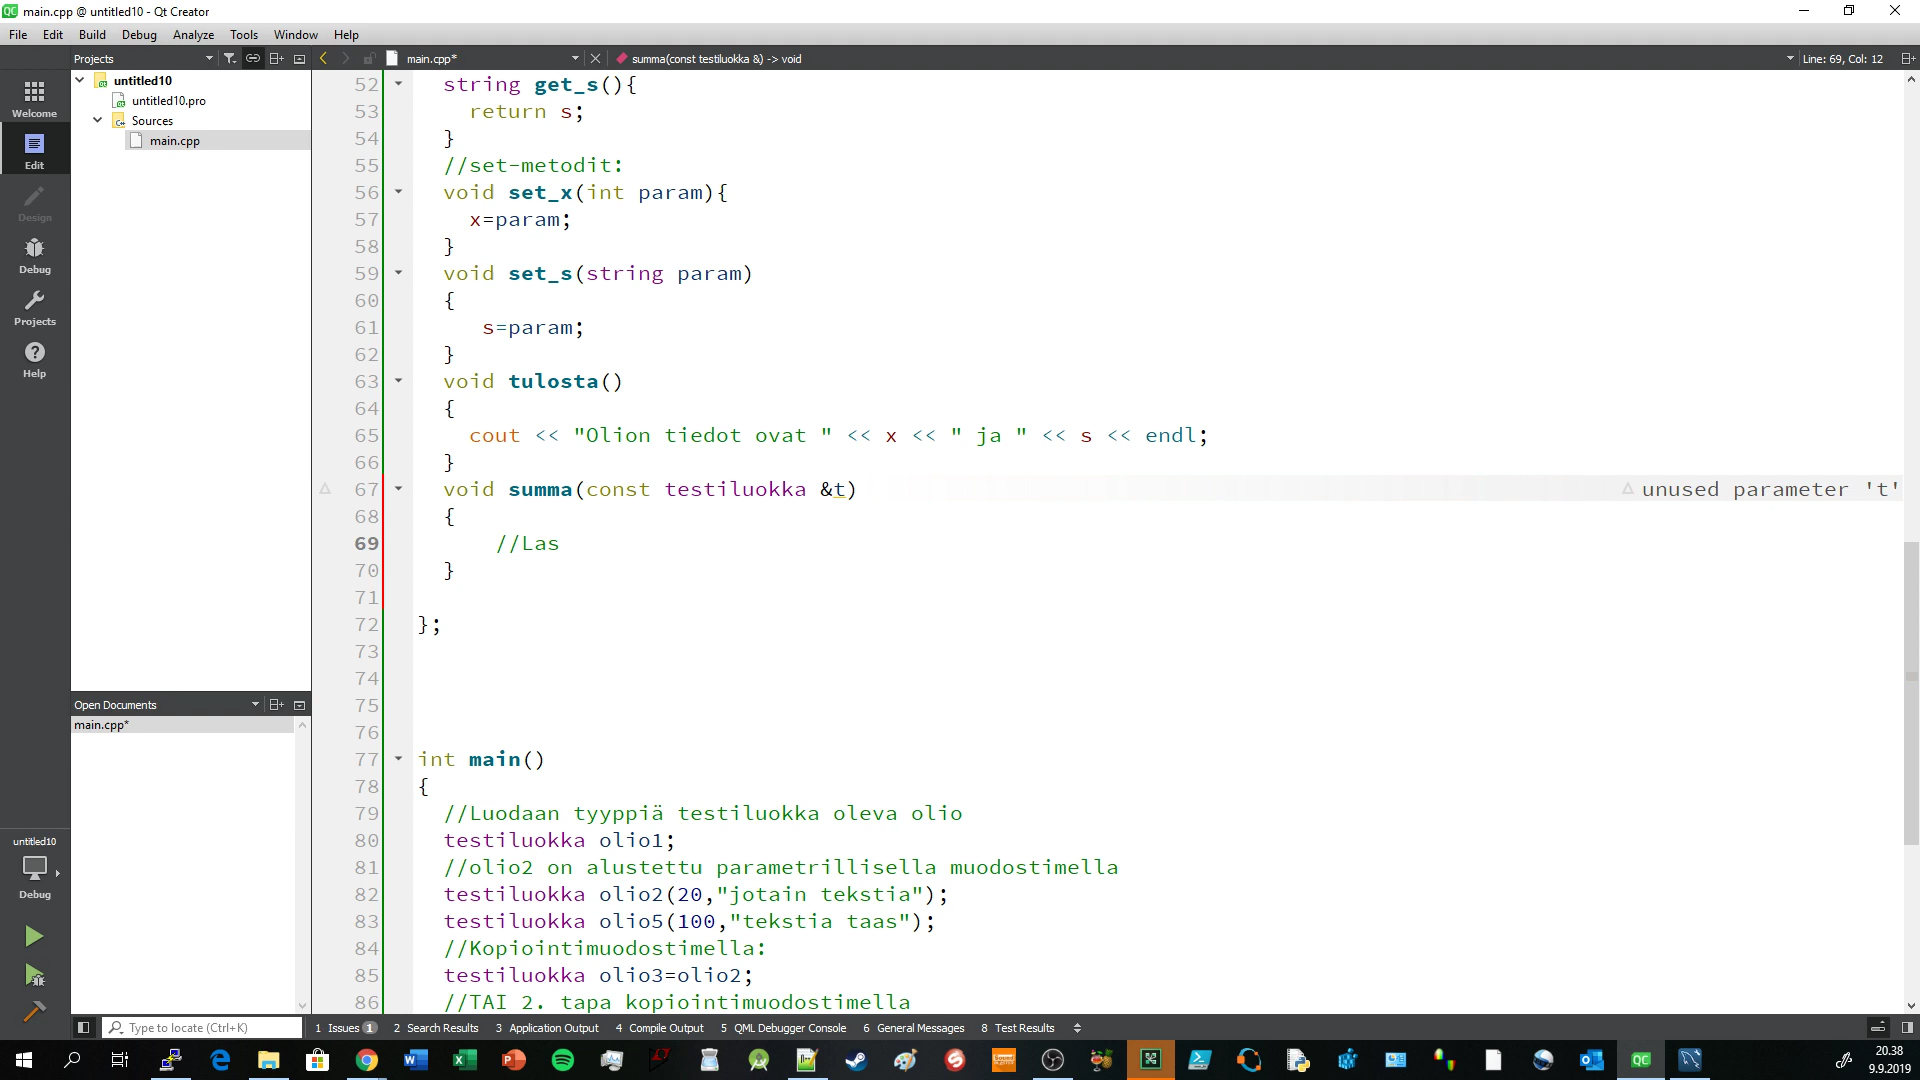 main.cpp @ untitled10 - Qt Creator
File Edit Build Debug Analyze Tools Window Help
Projects main.cpp* summa(const testiluokka &) -> void Line: 69, Col: 12
Welcome
Edit
Design
Debug
Projects
Help
untitled10
untitled10.pro
Sources
main.cpp
Open Documents
main.cpp*
untitled10
Debug
52 string get_s(){
53 return s;
54 }
55 //set-metodit:
56 void set_x(int param){
57 x=param;
58 }
59 void set_s(string param)
60 {
61 s=param;
62 }
63 void tulosta()
64 {
65 cout << "Olion tiedot ovat " << x << " ja " << s << endl;
66 }
67 void summa(const testiluokka &t) unused parameter 't'
68 {
69 //Las
70 }
71
72 };
73
74
75
76
77 int main()
78 {
79 //Luodaan tyyppiä testiluokka oleva olio
80 testiluokka olio1;
81 //olio2 on alustettu parametrillisella muodostimella
82 testiluokka olio2(20,"jotain tekstia");
83 testiluokka olio5(100,"tekstia taas");
84 //Kopiointimuodostimella:
85 testiluokka olio3=olio2;
86 //TAI 2. tapa kopiointimuodostimella
Type to locate (Ctrl+K) 1 Issues 1 2 Search Results 3 Application Output 4 Compile Output 5 QML Debugger Console 6 General Messages 8 Test Results
20.38
9.9.2019